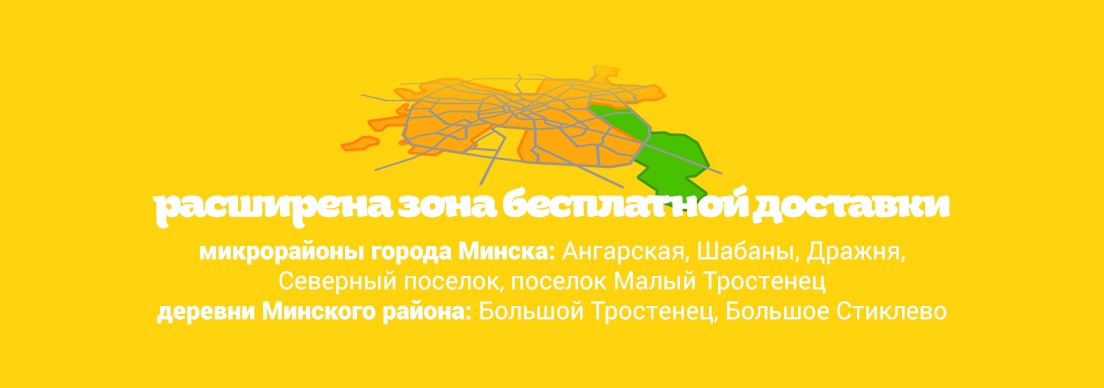 расширена зона бесплатной доставки
микрорайоны города Минска: Ангарская, Шабаны, Дражня,
Северный поселок, поселок Малый Тростенец
деревни Минского района: Большой Тростенец, Большое Стиклево